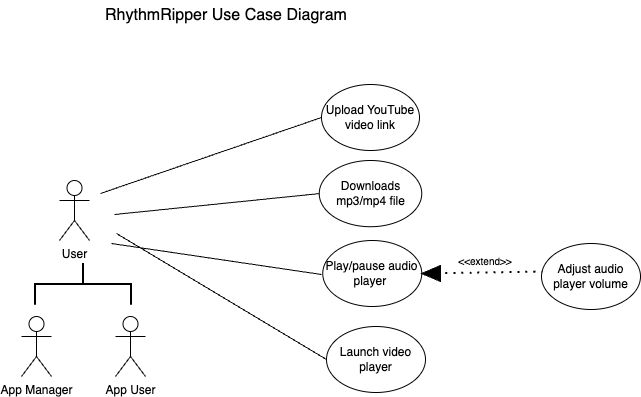 RhythmRipper Use Case Diagram
Upload YouTube
video link
Downloads
mp3/mp4 file
User
Play/pause audio
player
<<extend>>
Adjust audio
player volume
Launch video
player
App Manager
App User